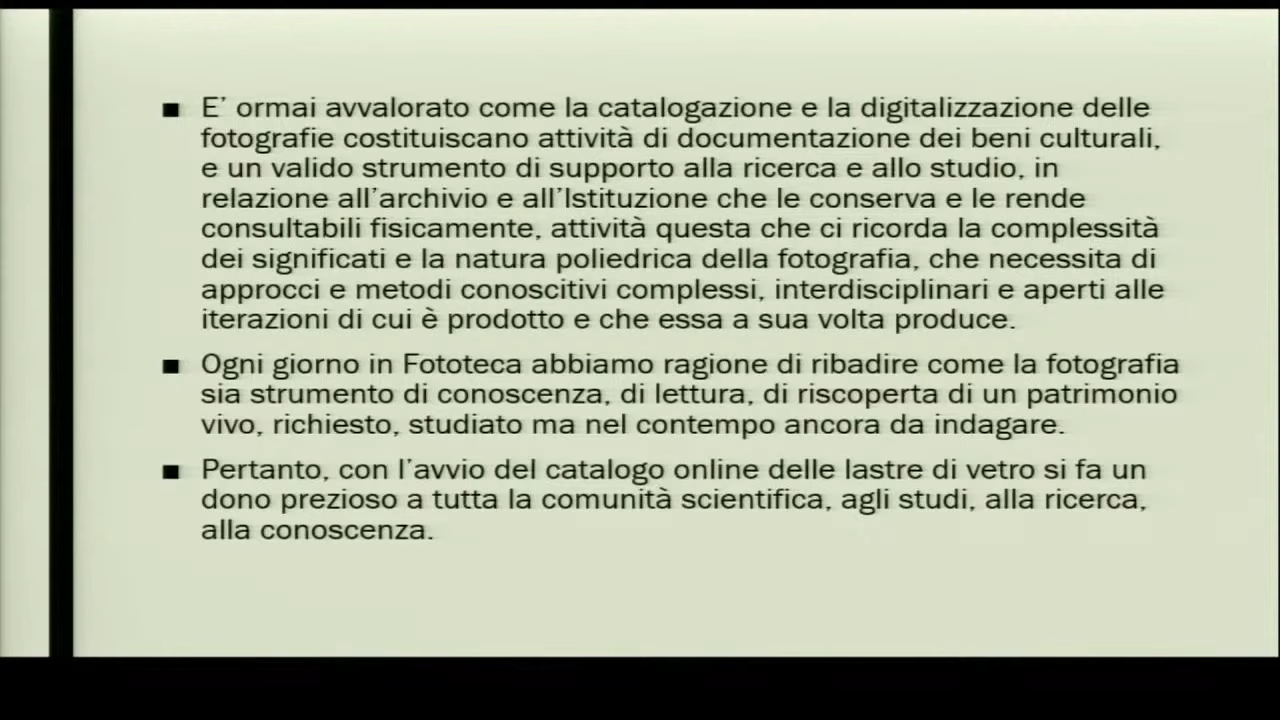 ■ E' ormai avvalorato come la catalogazione e la digitalizzazione delle
fotografie costituiscano attività di documentazione dei beni culturali,
e un valido strumento di supporto alla ricerca e allo studio, in
relazione all'archivio e all'Istituzione che le conserva e le rende
consultabili fisicamente, attività questa che ci ricorda la complessità
dei significati e la natura poliedrica della fotografia, che necessita di
approcci e metodi conoscitivi complessi, interdisciplinari e aperti alle
iterazioni di cui è prodotto e che essa a sua volta produce.
■ Ogni giorno in Fototeca abbiamo ragione di ribadire come la fotografia
sia strumento di conoscenza, di lettura, di riscoperta di un patrimonio
vivo, richiesto, studiato ma nel contempo ancora da indagare.
■ Pertanto, con l'avvio del catalogo online delle lastre di vetro si fa un
dono prezioso a tutta la comunità scientifica, agli studi, alla ricerca,
alla conoscenza.